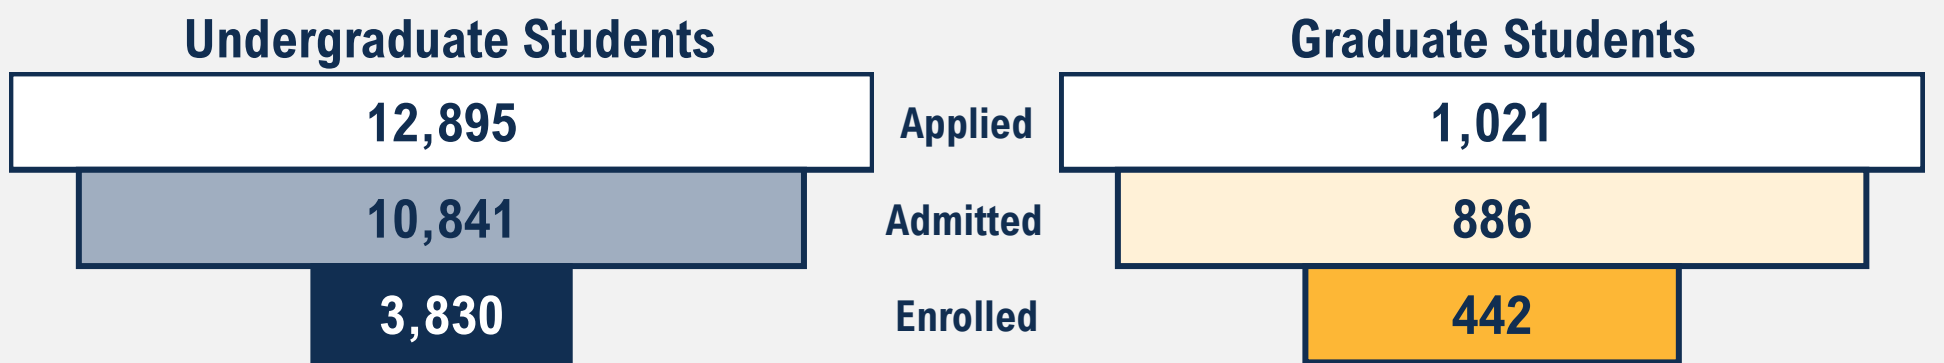 Undergraduate Students Graduate Students
12,895 Applied 1,021
10,841 Admitted 886
3,830 Enrolled 442